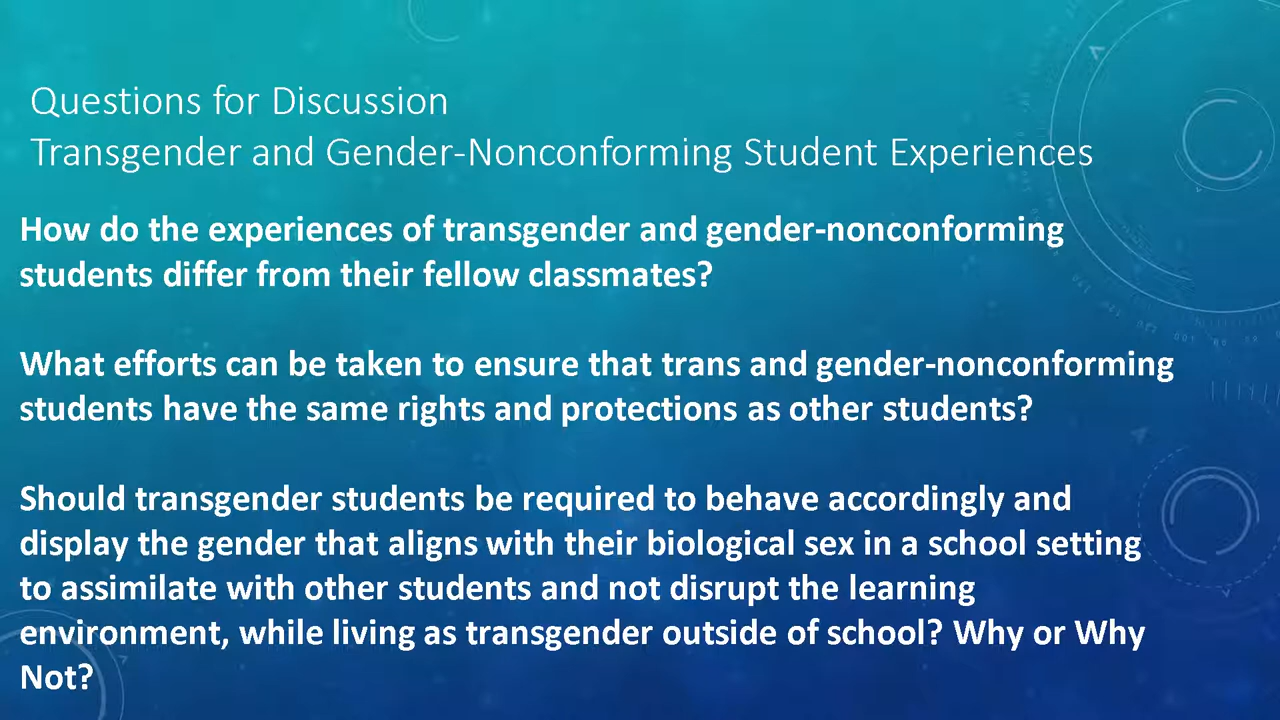 Questions for Discussion
Transgender and Gender-Nonconforming Student Experiences
How do the experiences of transgender and gender-nonconforming
students differ from their fellow classmates?
What efforts can be taken to ensure that trans and gender-nonconforming
students have the same rights and protections as other students?
Should transgender students be required to behave accordingly and
display the gender that aligns with their biological sex in a school setting
to assimilate with other students and not disrupt the learning
environment, while living as transgender outside of school? Why or Why
Not?